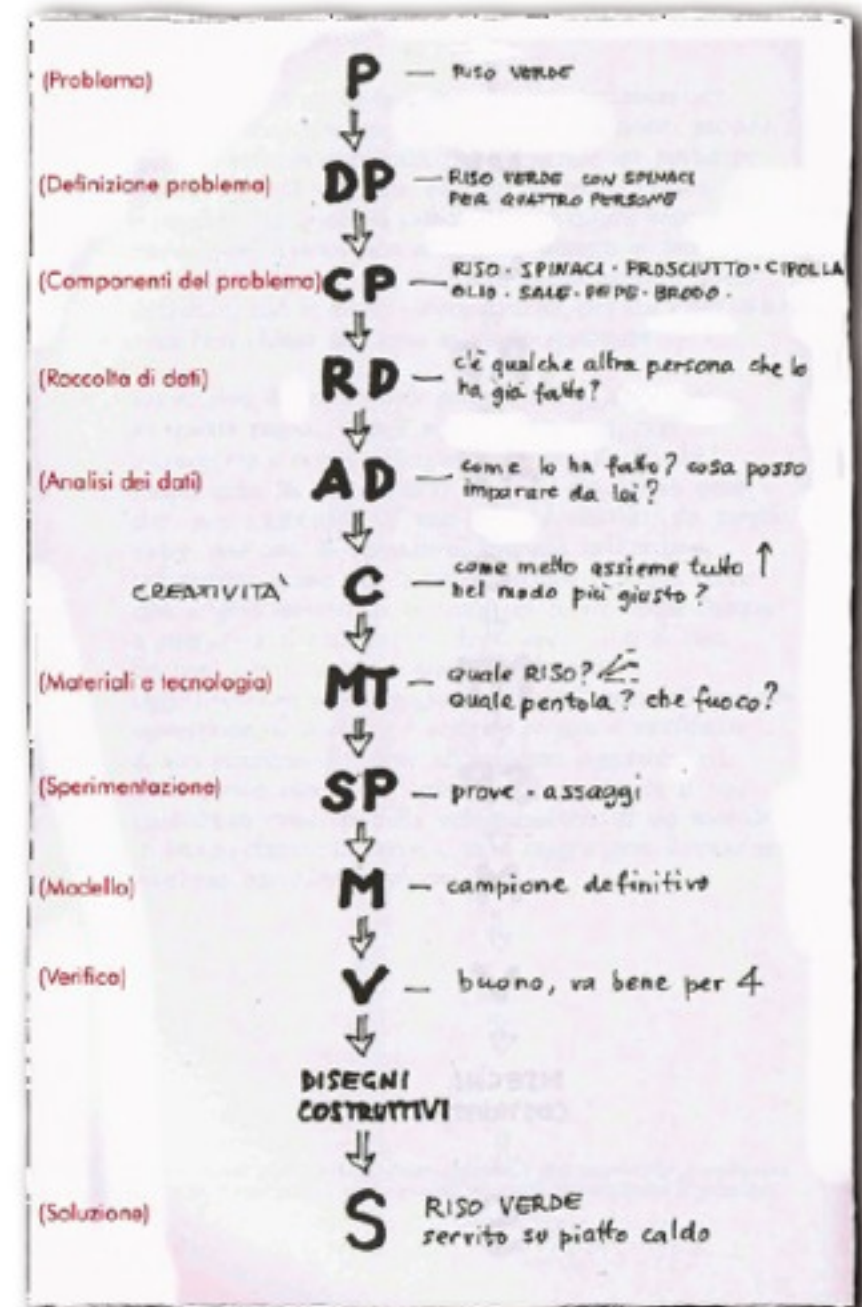 (Problema) P — RISO VERDE
(Definizione problema) DP — RISO VERDE CON SPINACI
PER QUATTRO PERSONE
(Componenti del problema) CP — RISO - SPINACI - PROSCIUTTO - CIPOLLA
OLIO - SALE - PEPE - BRODO.
(Raccolta di dati) RD — c'è qualche altra persona che lo
ha già fatto?
(Analisi dei dati) AD — come lo ha fatto? cosa posso
imparare da lei?
CREATIVITÀ C — come metto assieme tutto
nel modo più giusto?
(Materiali e tecnologia) MT — quale RISO?
quale pentola? che fuoco?
(Sperimentazione) SP — prove - assaggi
(Modello) M — campione definitivo
(Verifica) V — buono, va bene per 4
DISEGNI
COSTRUTTIVI
(Soluzione) S RISO VERDE
servito su piatto caldo